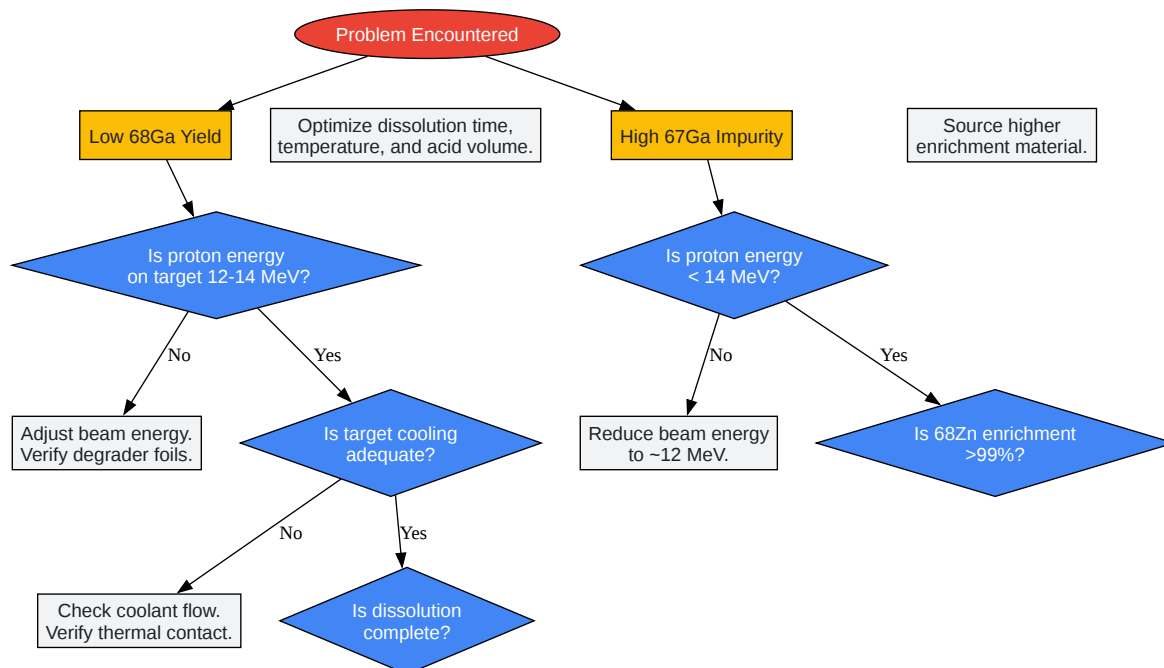 Problem Encountered
Low 68Ga Yield
Optimize dissolution time,
temperature, and acid volume.
High 67Ga Impurity
Source higher
enrichment material.
Is proton energy
on target 12-14 MeV?
Is proton energy
< 14 MeV?
No
Yes
No
Yes
Adjust beam energy.
Verify degrader foils.
Is target cooling
adequate?
Reduce beam energy
to ~12 MeV.
Is 68Zn enrichment
>99%?
No
Yes
Check coolant flow.
Verify thermal contact.
Is dissolution
complete?